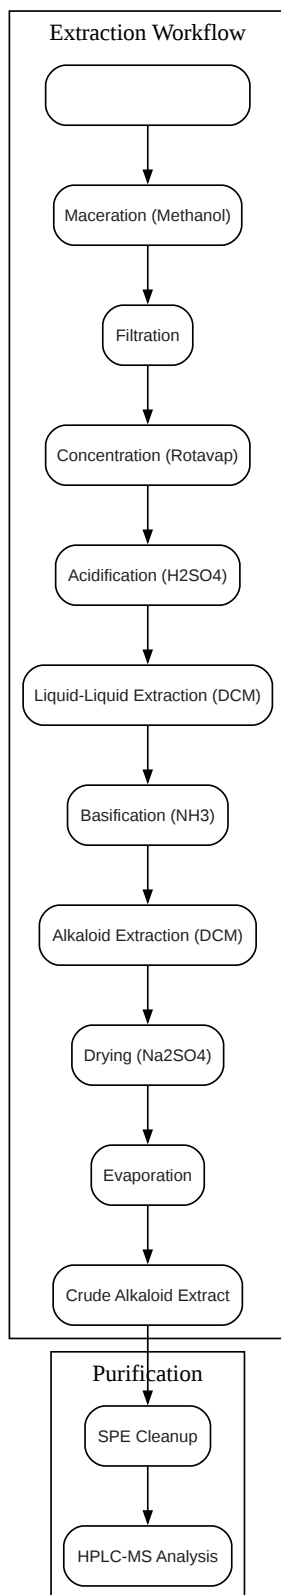 Extraction Workflow
Maceration (Methanol)
Filtration
Concentration (Rotavap)
Acidification (H2SO4)
Liquid-Liquid Extraction (DCM)
Basification (NH3)
Alkaloid Extraction (DCM)
Drying (Na2SO4)
Evaporation
Crude Alkaloid Extract
Purification
SPE Cleanup
HPLC-MS Analysis